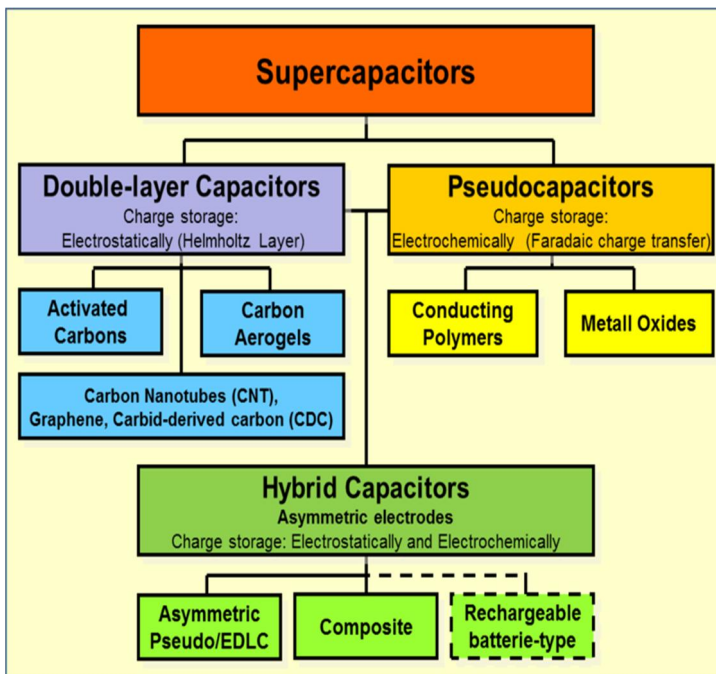 Supercapacitors
Double-layer Capacitors
Charge storage:
Electrostatically (Helmholtz Layer)
Pseudocapacitors
Charge storage:
Electrochemically (Faradaic charge transfer)
Activated
Carbons
Carbon
Aerogels
Conducting
Polymers
Metall Oxides
Carbon Nanotubes (CNT),
Graphene, Carbid-derived carbon (CDC)
Hybrid Capacitors
Asymmetric electrodes
Charge storage: Electrostatically and Electrochemically
Asymmetric
Pseudo/EDLC
Composite
Rechargeable
batterie-type